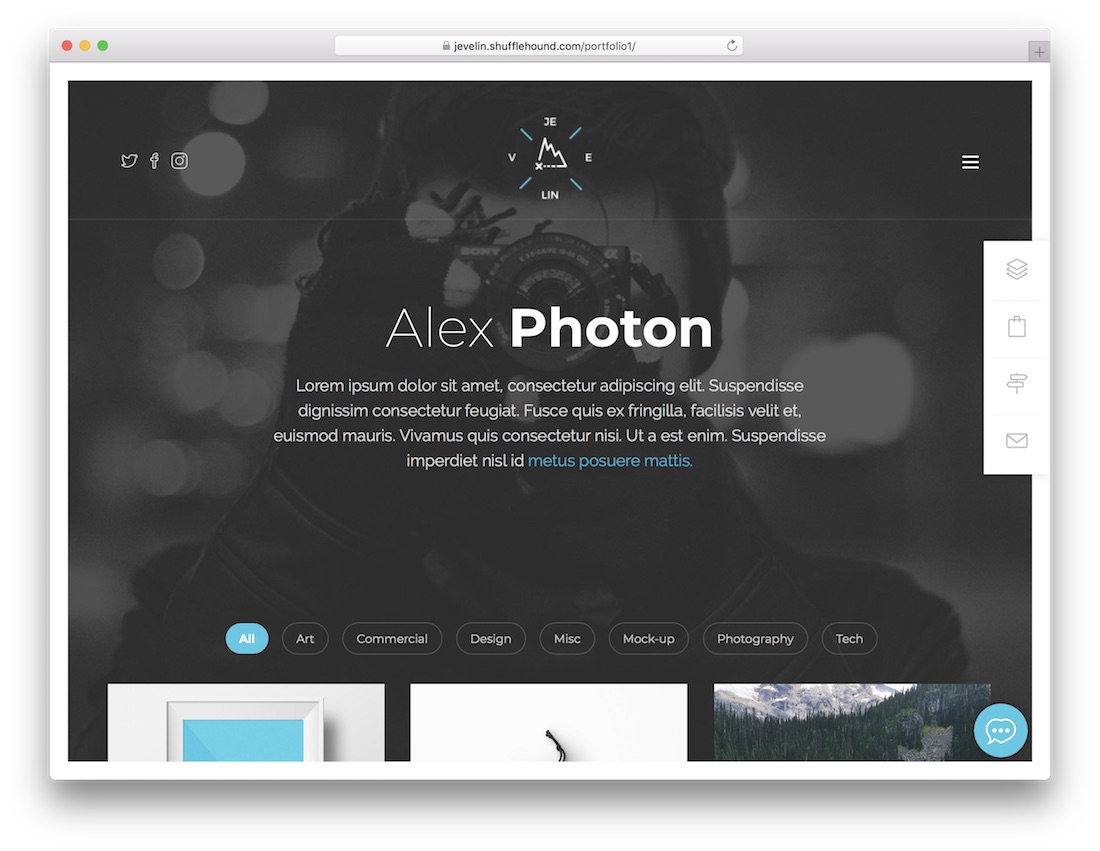 jevelin.shufflehound.com/portfolio1/
JE
V E
LIN
SONY
α
Alex Photon
Lorem ipsum dolor sit amet, consectetur adipiscing elit. Suspendisse
dignissim consectetur feugiat. Fusce quis ex fringilla, facilisis velit et,
euismod mauris. Vivamus quis consectetur nisi. Ut a est enim. Suspendisse
imperdiet nisl id metus posuere mattis.
All Art Commercial Design Misc Mock-up Photography Tech